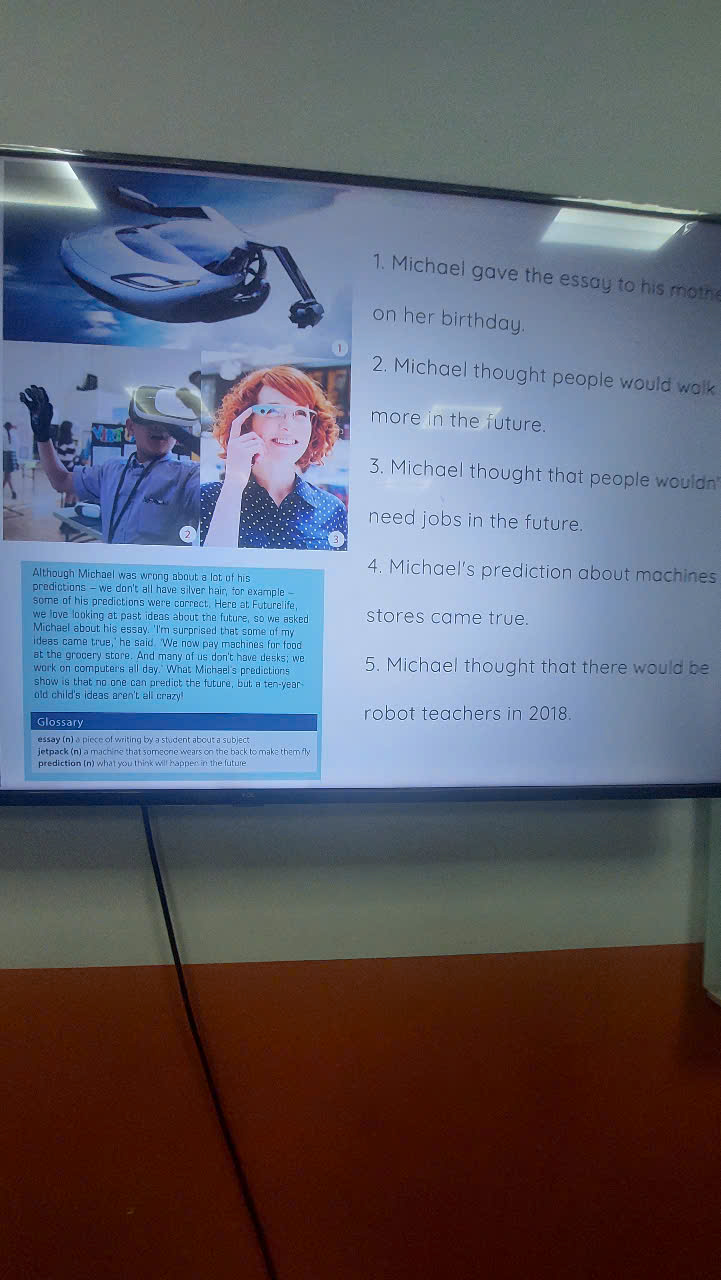 1
2
3
Although Michael was wrong about a lot of his
predictions – we don't all have silver hair, for example –
some of his predictions were correct. Here at Futurelife,
we love looking at past ideas about the future, so we asked
Michael about his essay. 'I'm surprised that some of my
ideas came true,' he said. 'We now pay machines for food
at the grocery store. And many of us don't have desks; we
work on computers all day.' What Michael's predictions
show is that no one can predict the future, but a ten-year-
old child's ideas aren't all crazy!
Glossary
essay (n) a piece of writing by a student about a subject
jetpack (n) a machine that someone wears on the back to make them fly
prediction (n) what you think will happen in the future
1. Michael gave the essay to his mothe
on her birthday.
2. Michael thought people would walk
more in the future.
3. Michael thought that people wouldn'
need jobs in the future.
4. Michael's prediction about machines
stores came true.
5. Michael thought that there would be
robot teachers in 2018.